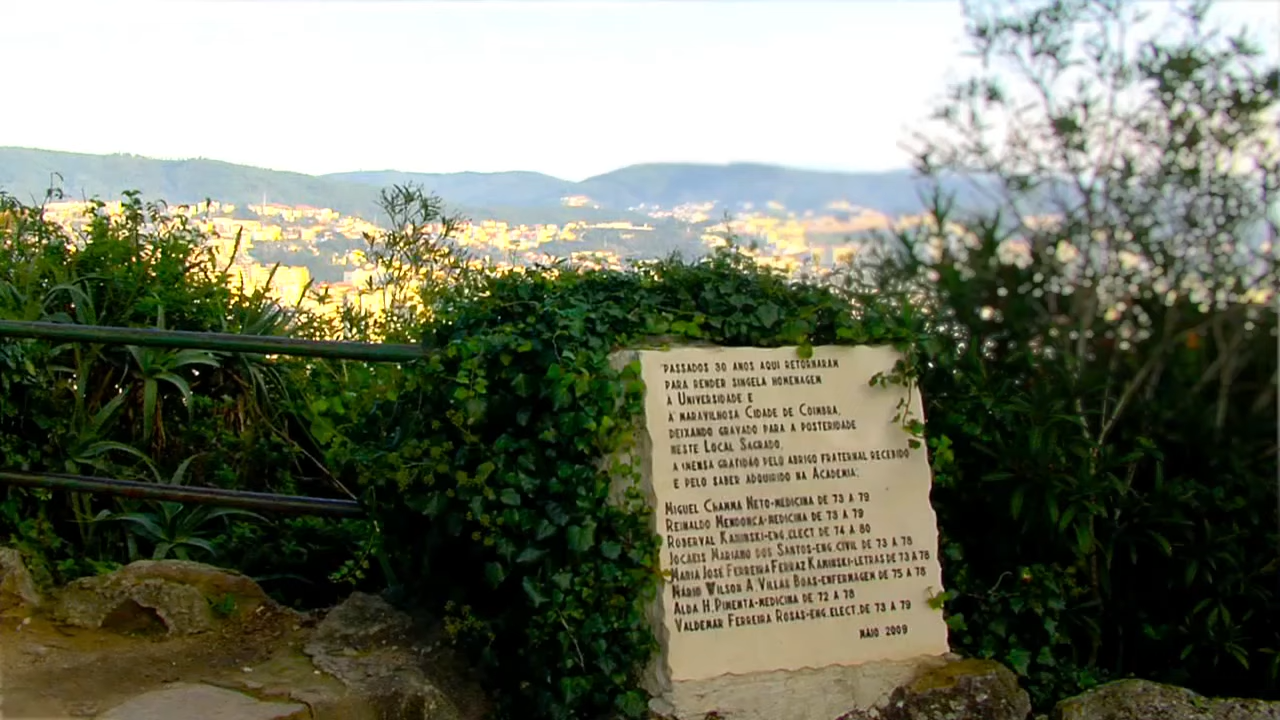 "PASSADOS 30 ANOS AQUI RETORNARAM
PARA RENDER SINGELA HOMENAGEM
À UNIVERSIDADE E
À MARAVILHOSA CIDADE DE COIMBRA,
DEIXANDO GRAVADO PARA A POSTERIDADE
NESTE LOCAL SAGRADO,
A IMENSA GRATIDÃO PELO ABRIGO FRATERNAL RECEBIDO
E PELO SABER ADQUIRIDO NA ACADEMIA:
MIGUEL CHAMMA NETO-MEDICINA DE 73 A 79
REINALDO MENDONÇA-MEDICINA DE 73 A 79
ROBERVAL KAMINSKI-ENG.ELECT DE 74 A 80
JOCARIS MARIANO DOS SANTOS-ENG.CIVIL DE 73 A 78
MARIA JOSÉ FERREIRA FERRAZ KAMINSKI-LETRAS DE 73 A 78
MÁRIO WILSON A. VILLAS BOAS-ENFERMAGEM DE 75 A 78
ALDA H. PIMENTA-MEDICINA DE 72 A 78
VALDEMAR FERREIRA ROSAS-ENG.ELECT. DE 73 A 79
MAIO 2009